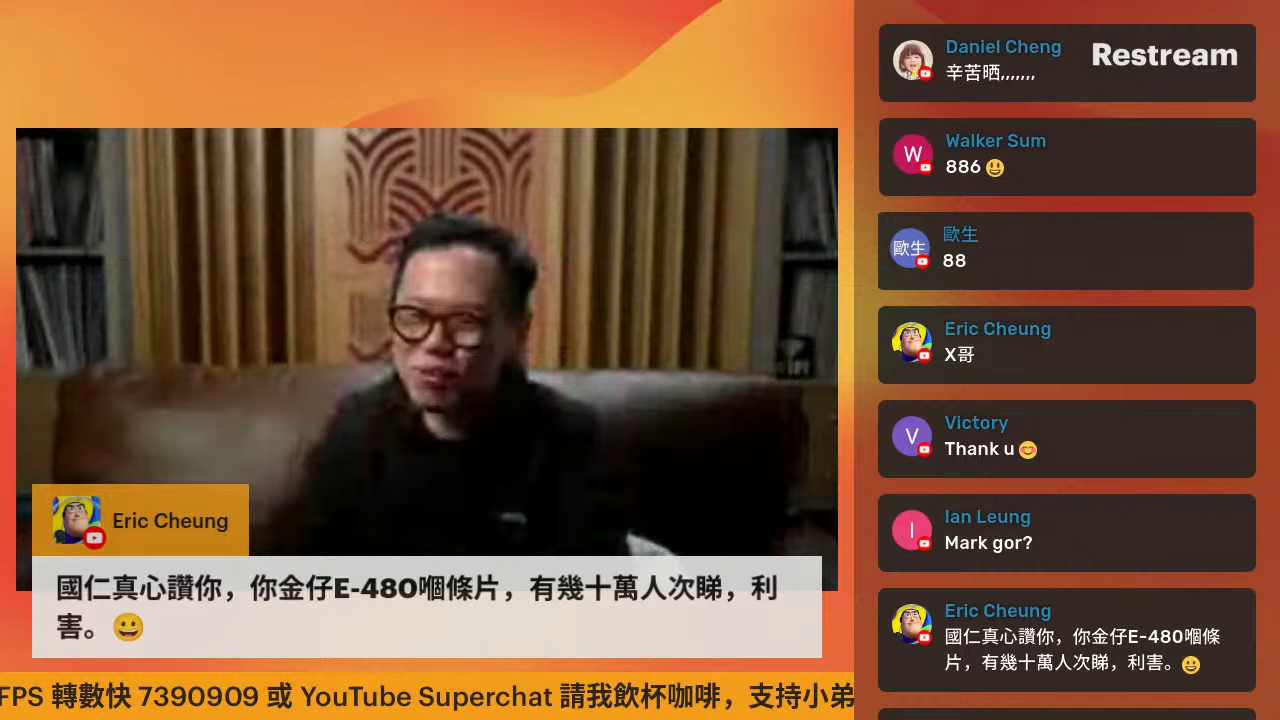 Eric Cheung
國仁真心讚你，你金仔E-480嗰條片，有幾十萬人次睇，利
害。😀
FPS 轉數快 7390909 或 YouTube Superchat 請我飲杯咖啡，支持小弟
Restream
Daniel Cheng
辛苦晒,,,,,,,
W
Walker Sum
886 😃
歐生
歐生
88
Eric Cheung
X哥
V
Victory
Thank u 😊
I
Ian Leung
Mark gor?
Eric Cheung
國仁真心讚你，你金仔E-480嗰條
片，有幾十萬人次睇，利害。😀